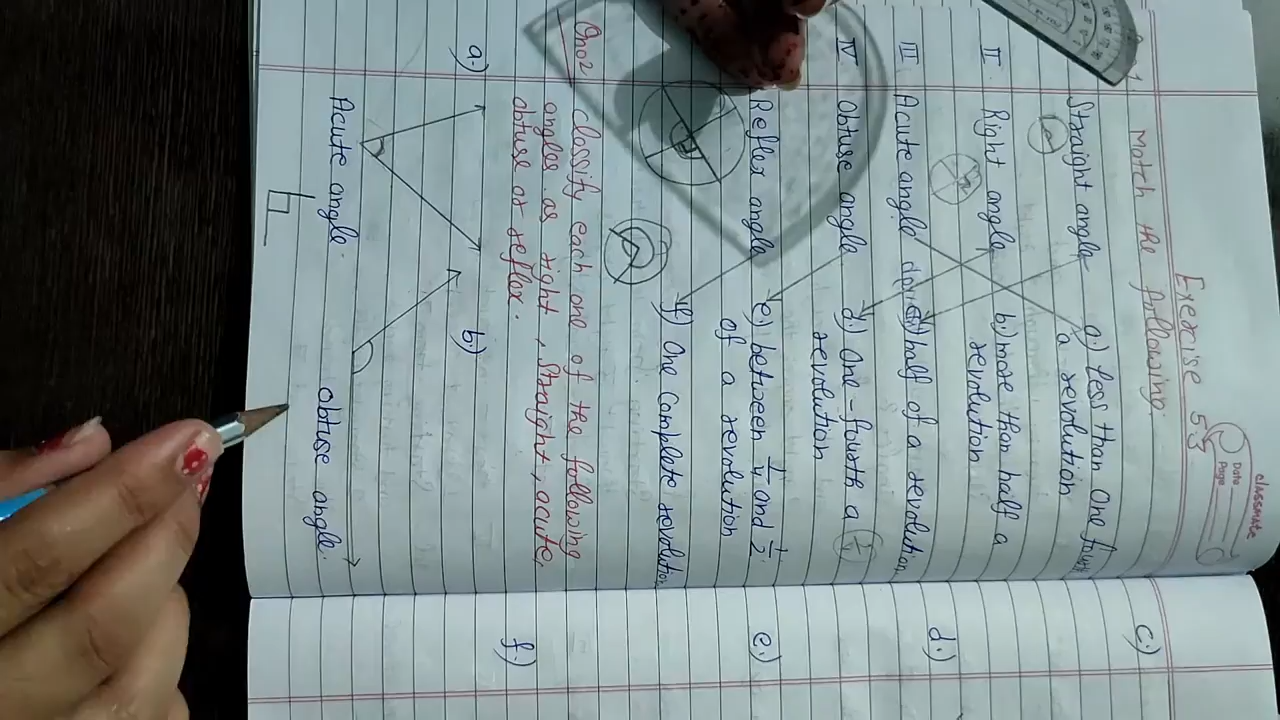 classmate
Date
Page
Exercise 5.3
Match the following.
Straight angle a.) Less than One fourth
a revolution
II Right angle b.) more than half a
revolution
III Acute angle c.) half of a revolution
IV Obtuse angle d.) One-fourth a (1/4)
revolution
Reflex angle e.) between 1/4 and 1/2
of a revolution
f.) One Complete revolution
Qno2 classify each one of the following
angles as right, Straight, acute,
obtuse or reflex.
a.) b.)
Acute angle. obtuse angle.
c.)
d.)
e.)
f.)